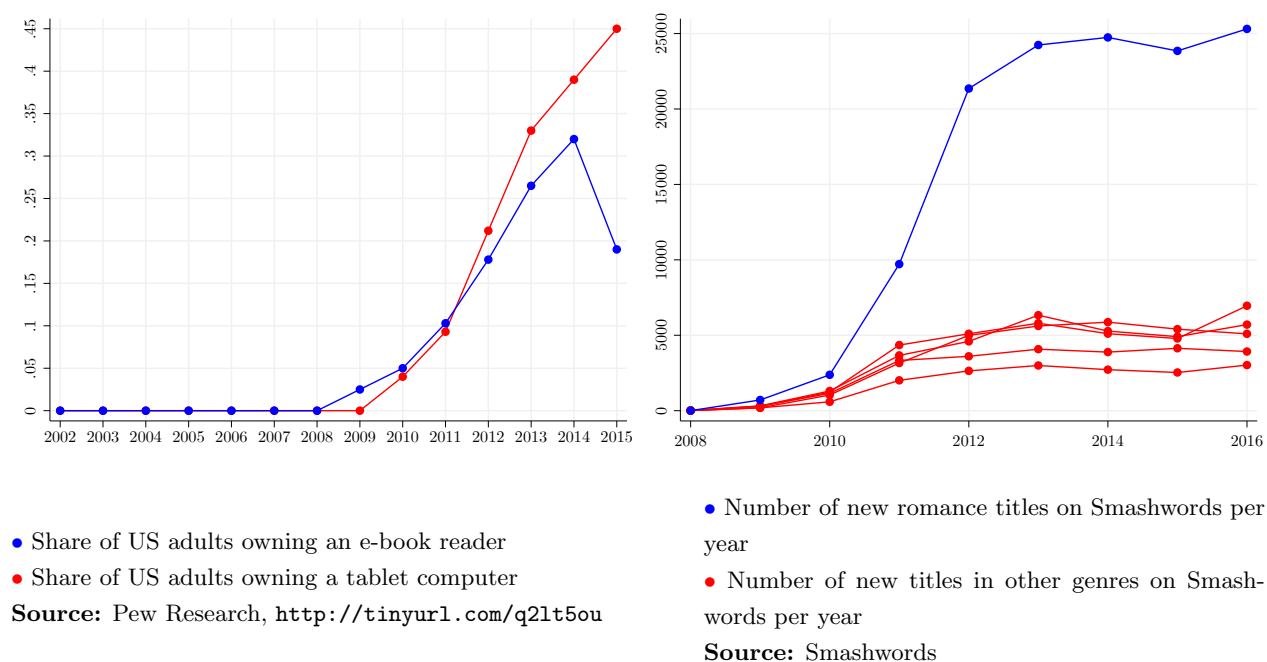 .45
.4
.35
.3
.25
.2
.15
.1
.05
0
2002 2003 2004 2005 2006 2007 2008 2009 2010 2011 2012 2013 2014 2015
• Share of US adults owning an e-book reader
• Share of US adults owning a tablet computer
Source: Pew Research, http://tinyurl.com/q2lt5ou
25000
20000
15000
10000
5000
0
2008 2010 2012 2014 2016
• Number of new romance titles on Smashwords per
year
• Number of new titles in other genres on Smash-
words per year
Source: Smashwords